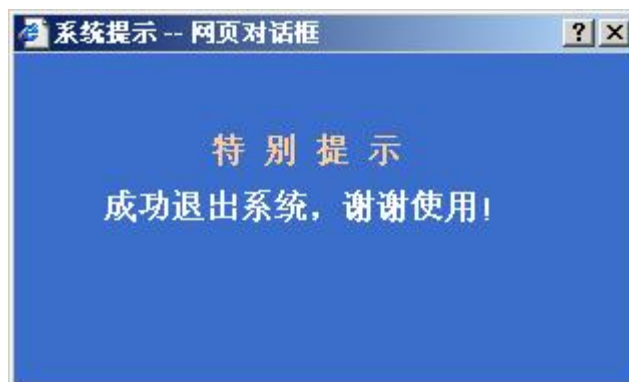 系统提示 -- 网页对话框
特 别 提 示
成功退出系统，谢谢使用！